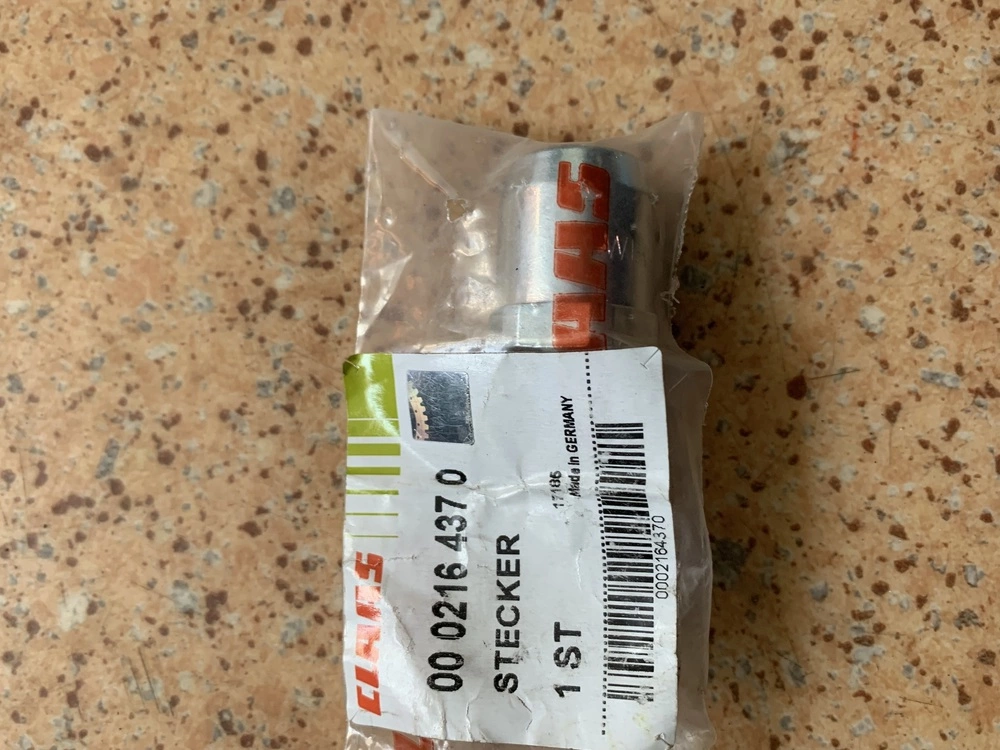 CLAAS
CLAAS
00 0216 437 0
STECKER
1 ST
17186
Made in GERMANY
0002164370